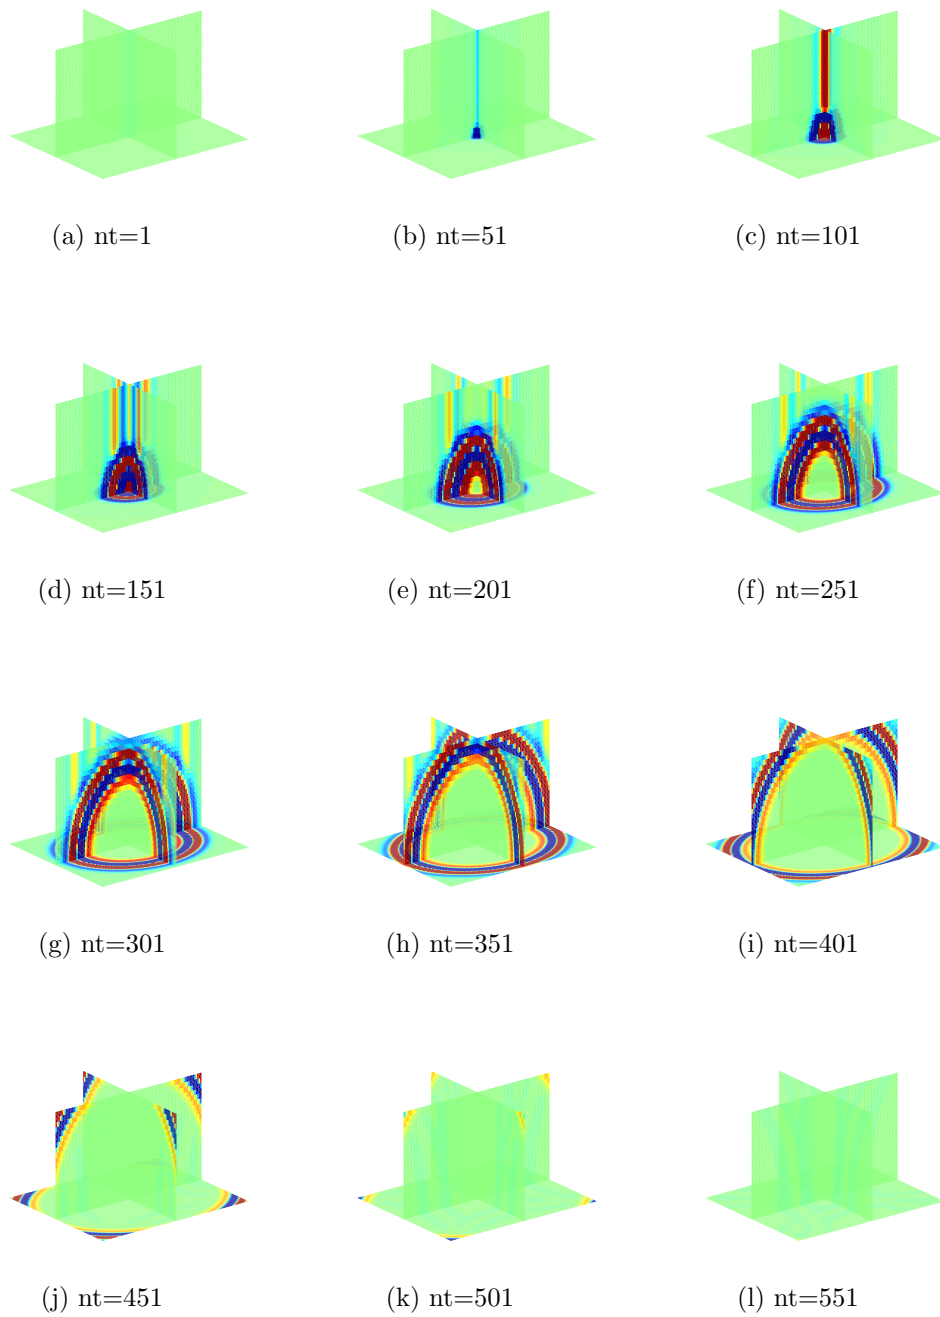 (a) nt=1
(b) nt=51
(c) nt=101
(d) nt=151
(e) nt=201
(f) nt=251
(g) nt=301
(h) nt=351
(i) nt=401
(j) nt=451
(k) nt=501
(l) nt=551